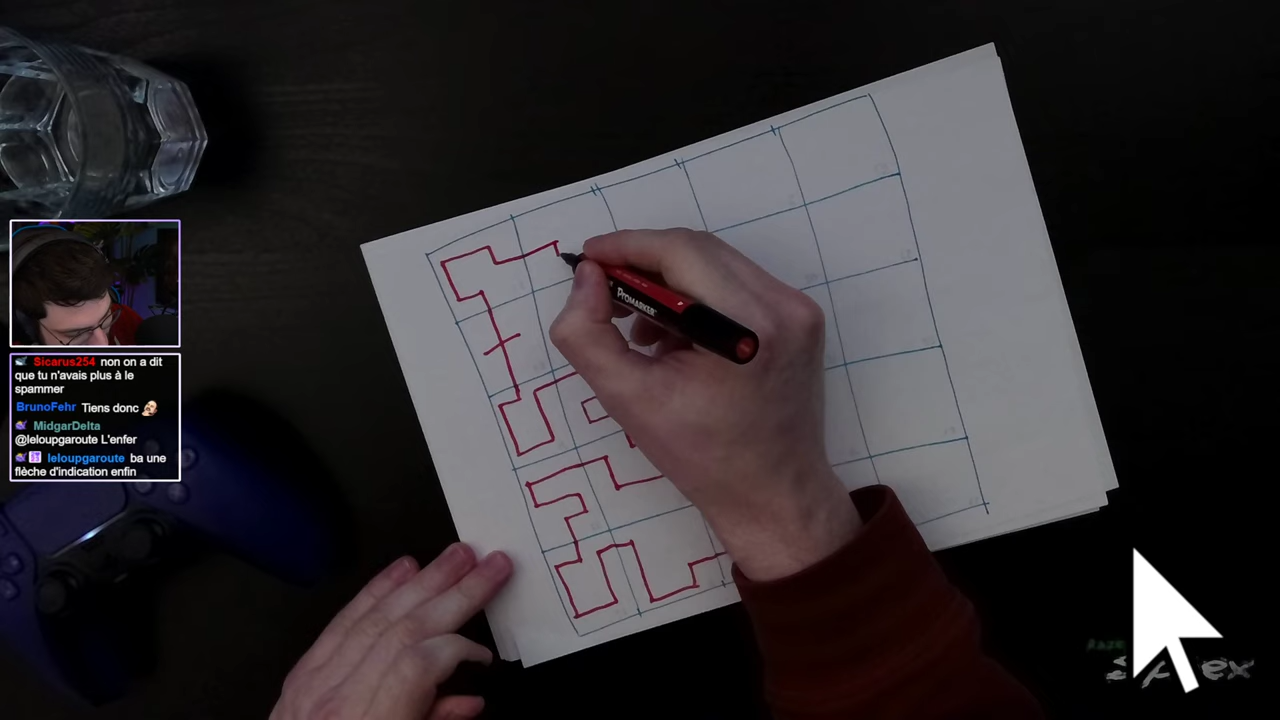 Sicarus254 non on a dit
que tu n'avais plus à le
spammer
BrunoFehr Tiens donc
MidgarDelta
@leloupgaroute L'enfer
leloupgaroute ba une
flèche d'indication enfin
PROMARKER